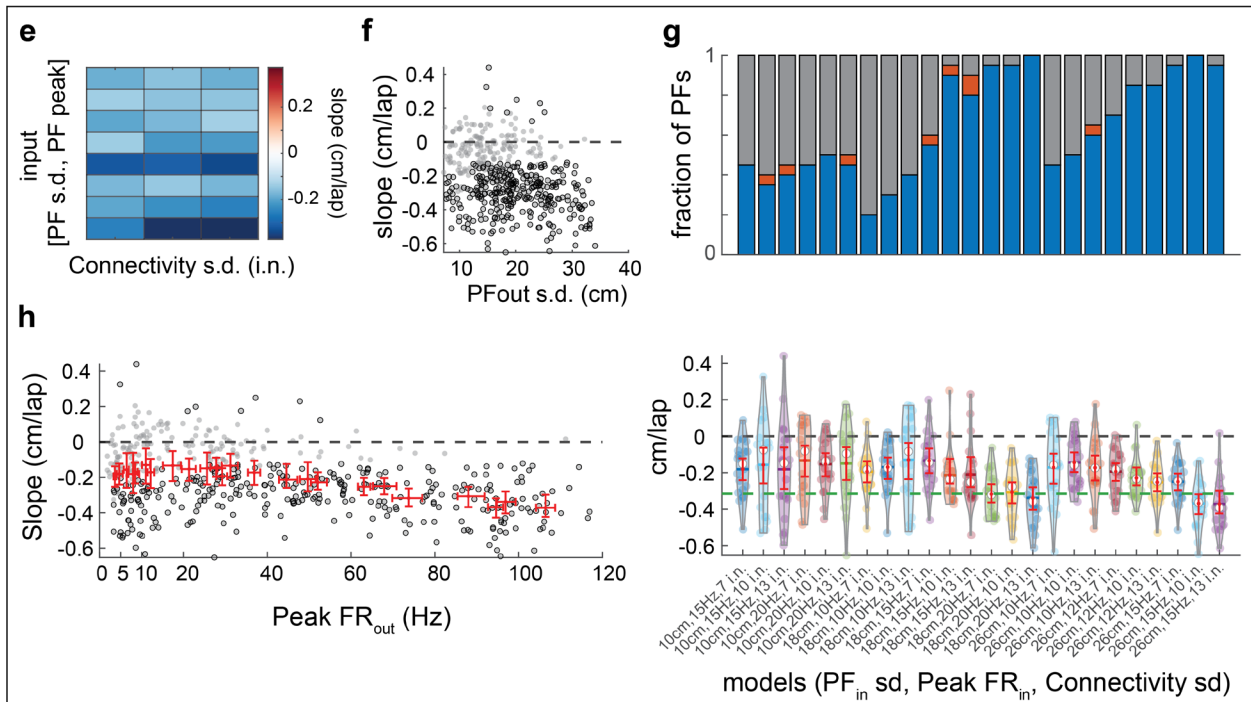 e
input
[PF s.d., PF peak]
Connectivity s.d. (i.n.)
0.2
0
-0.2
slope (cm/lap)
f
slope (cm/lap)
0.4
0.2
0
-0.2
-0.4
-0.6
10 20 30 40
PFout s.d. (cm)
g
fraction of PFs
1
0
h
Slope (cm/lap)
0.4
0.2
0
-0.2
-0.4
-0.6
0 5 10 20 40 60 80 100 120
Peak FRout (Hz)
cm/lap
0.4
0.2
0
-0.2
-0.4
-0.6
10cm, 15Hz,7 i.n.
10cm, 15Hz, 10 i.n.
10cm, 15Hz, 13 i.n.
10cm,20Hz,7 i.n.
10cm,20Hz, 10 i.n.
10cm,20Hz, 13 i.n.
18cm, 10Hz,7 i.n.
18cm, 10Hz, 10 i.n.
18cm, 10Hz, 13 i.n.
18cm, 15Hz,7 i.n.
18cm, 15Hz, 10 i.n.
18cm, 15Hz, 13 i.n.
18cm,20Hz,7 i.n.
18cm,20Hz, 10 i.n.
18cm,20Hz, 13 i.n.
26cm, 10Hz,7 i.n.
26cm, 10Hz, 10 i.n.
26cm, 10Hz, 13 i.n.
26cm, 12Hz,7 i.n.
26cm, 12Hz, 10 i.n.
26cm, 12Hz, 13 i.n.
26cm, 15Hz,7 i.n.
26cm, 15Hz, 10 i.n.
26cm, 15Hz, 13 i.n.
models (PFin sd, Peak FRin, Connectivity sd)